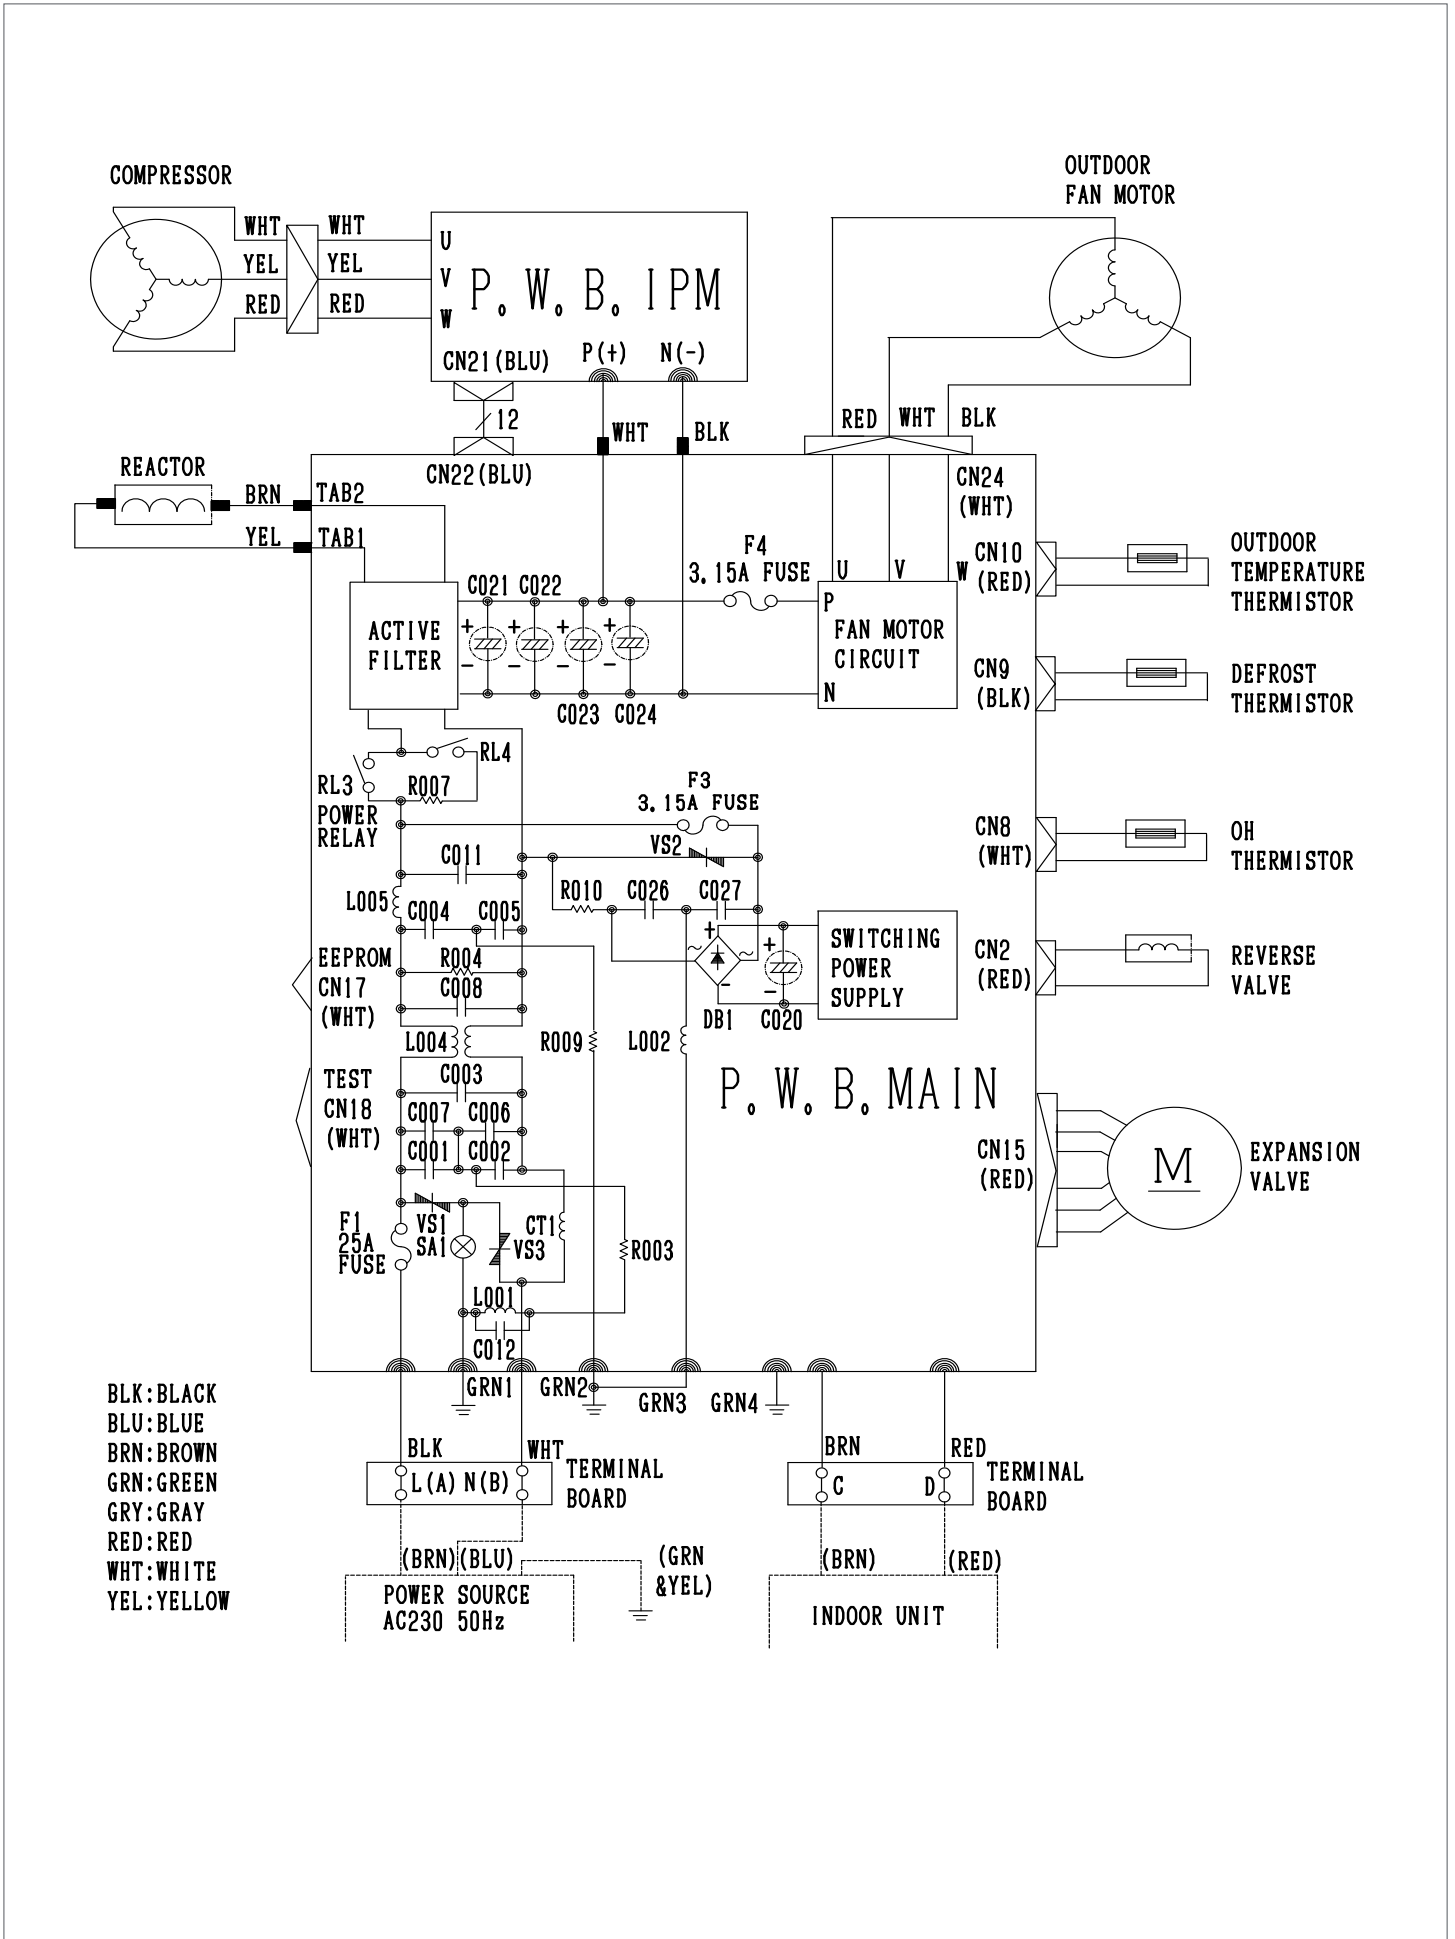 COMPRESSOR
OUTDOOR
FAN MOTOR
WHT
WHT
YEL
YEL
RED
RED
U
V
W
P.W.B.IPM
CN21(BLU)
P(+)
N(-)
12
WHT
BLK
RED
WHT
BLK
CN22(BLU)
CN24
(WHT)
REACTOR
BRN
TAB2
YEL
TAB1
F4
3.15A FUSE
U
V
W
CN10
(RED)
OUTDOOR
TEMPERATURE
THERMISTOR
C021
C022
+
-
+
-
+
-
+
-
ACTIVE
FILTER
P
FAN MOTOR
CIRCUIT
N
C023
C024
CN9
(BLK)
DEFROST
THERMISTOR
RL4
RL3
POWER
RELAY
R007
F3
3.15A FUSE
VS2
C011
CN8
(WHT)
OH
THERMISTOR
L005
C004
C005
R010
C026
C027
EEPROM
CN17
(WHT)
R004
C008
+
~
~
-
+
-
DB1
C020
SWITCHING
POWER
SUPPLY
CN2
(RED)
REVERSE
VALVE
L004
R009
L002
P.W.B.MAIN
TEST
CN18
(WHT)
C003
C007
C006
C001
C002
CN15
(RED)
M
EXPANSION
VALVE
F1
25A
FUSE
VS1
SA1
VS3
CT1
R003
L001
C012
GRN1
GRN2
GRN3
GRN4
BLK:BLACK
BLU:BLUE
BRN:BROWN
GRN:GREEN
GRY:GRAY
RED:RED
WHT:WHITE
YEL:YELLOW
BLK
WHT
L(A)
N(B)
TERMINAL
BOARD
BRN
RED
C
D
TERMINAL
BOARD
(BRN)
(BLU)
(GRN
&YEL)
POWER SOURCE
AC230 50Hz
(BRN)
(RED)
INDOOR UNIT